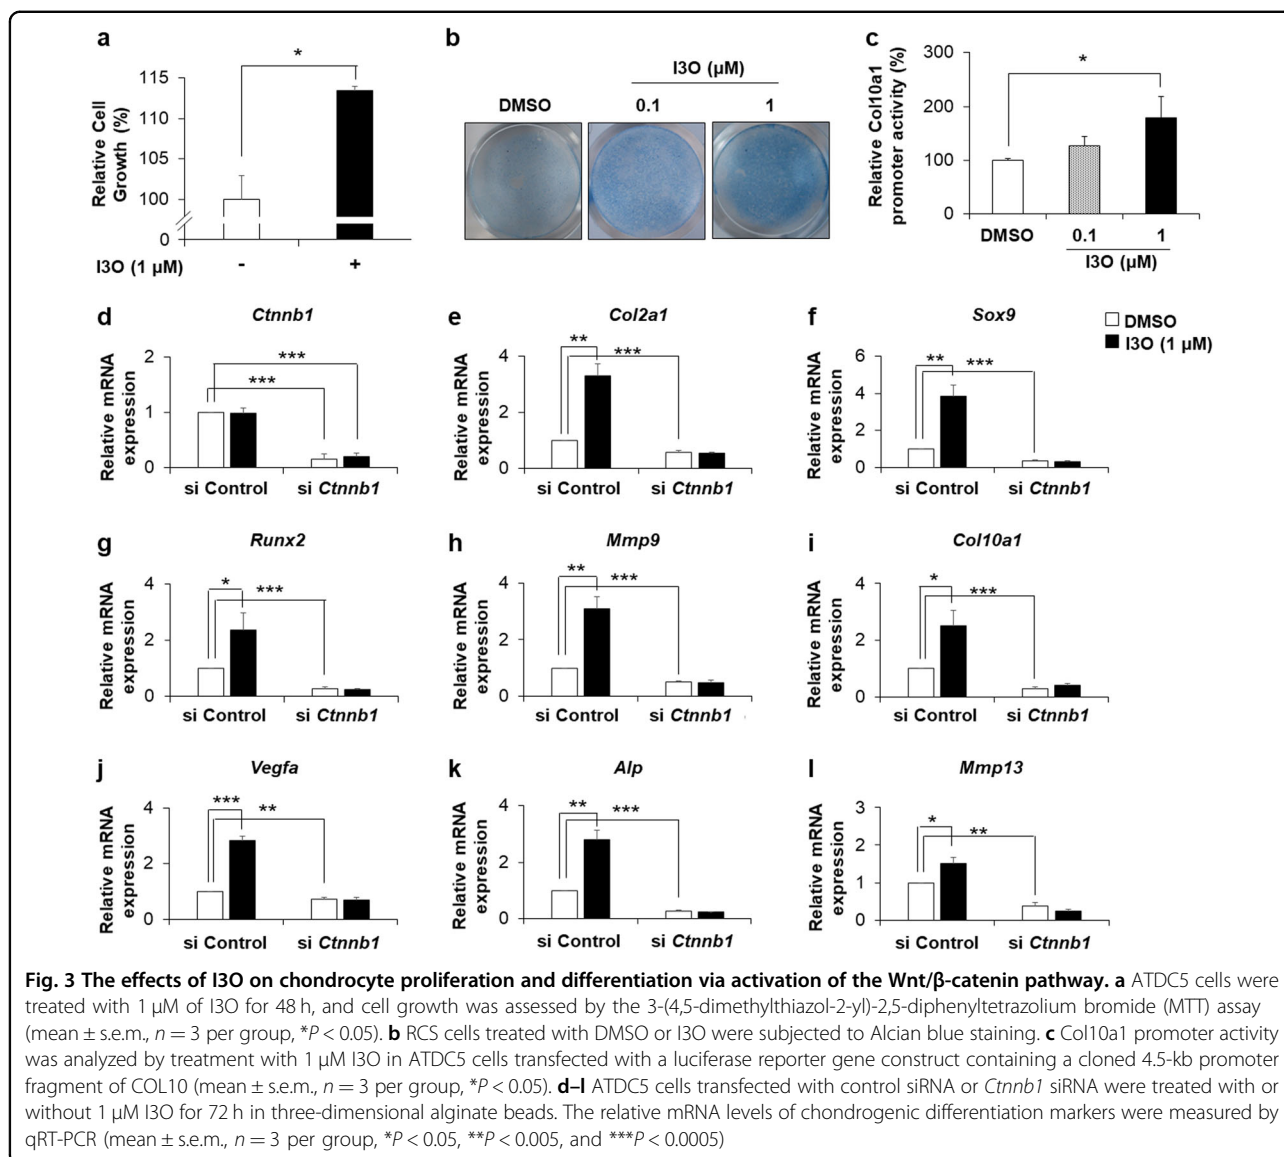 a
*
Relative Cell
Growth (%)
115
110
105
100
0
I3O (1 µM)
-
+
b
I3O (µM)
DMSO
0.1
1
c
Relative Col10a1
promoter activity (%)
300
200
100
0
*
DMSO
0.1
1
I3O (µM)
d
Ctnnb1
Relative mRNA
expression
2
1
0
***
***
si Control
si Ctnnb1
e
Col2a1
Relative mRNA
expression
4
2
0
**
***
si Control
si Ctnnb1
f
Sox9
DMSO
I3O (1 µM)
Relative mRNA
expression
6
4
2
0
**
***
si Control
si Ctnnb1
g
Runx2
Relative mRNA
expression
4
2
0
*
***
si Control
si Ctnnb1
h
Mmp9
Relative mRNA
expression
4
2
0
**
***
si Control
si Ctnnb1
i
Col10a1
Relative mRNA
expression
4
2
0
*
***
si Control
si Ctnnb1
j
Vegfa
Relative mRNA
expression
4
2
0
***
**
si Control
si Ctnnb1
k
Alp
Relative mRNA
expression
4
2
0
**
***
si Control
si Ctnnb1
l
Mmp13
Relative mRNA
expression
3
2
1
0
*
**
si Control
si Ctnnb1
Fig. 3 The effects of I3O on chondrocyte proliferation and differentiation via activation of the Wnt/β-catenin pathway. a ATDC5 cells were
treated with 1 µM of I3O for 48 h, and cell growth was assessed by the 3-(4,5-dimethylthiazol-2-yl)-2,5-diphenyltetrazolium bromide (MTT) assay
(mean ± s.e.m., n = 3 per group, *P < 0.05). b RCS cells treated with DMSO or I3O were subjected to Alcian blue staining. c Col10a1 promoter activity
was analyzed by treatment with 1 µM I3O in ATDC5 cells transfected with a luciferase reporter gene construct containing a cloned 4.5-kb promoter
fragment of COL10 (mean ± s.e.m., n = 3 per group, *P < 0.05). d–l ATDC5 cells transfected with control siRNA or Ctnnb1 siRNA were treated with or
without 1 µM I3O for 72 h in three-dimensional alginate beads. The relative mRNA levels of chondrogenic differentiation markers were measured by
qRT-PCR (mean ± s.e.m., n = 3 per group, *P < 0.05, **P < 0.005, and ***P < 0.0005)